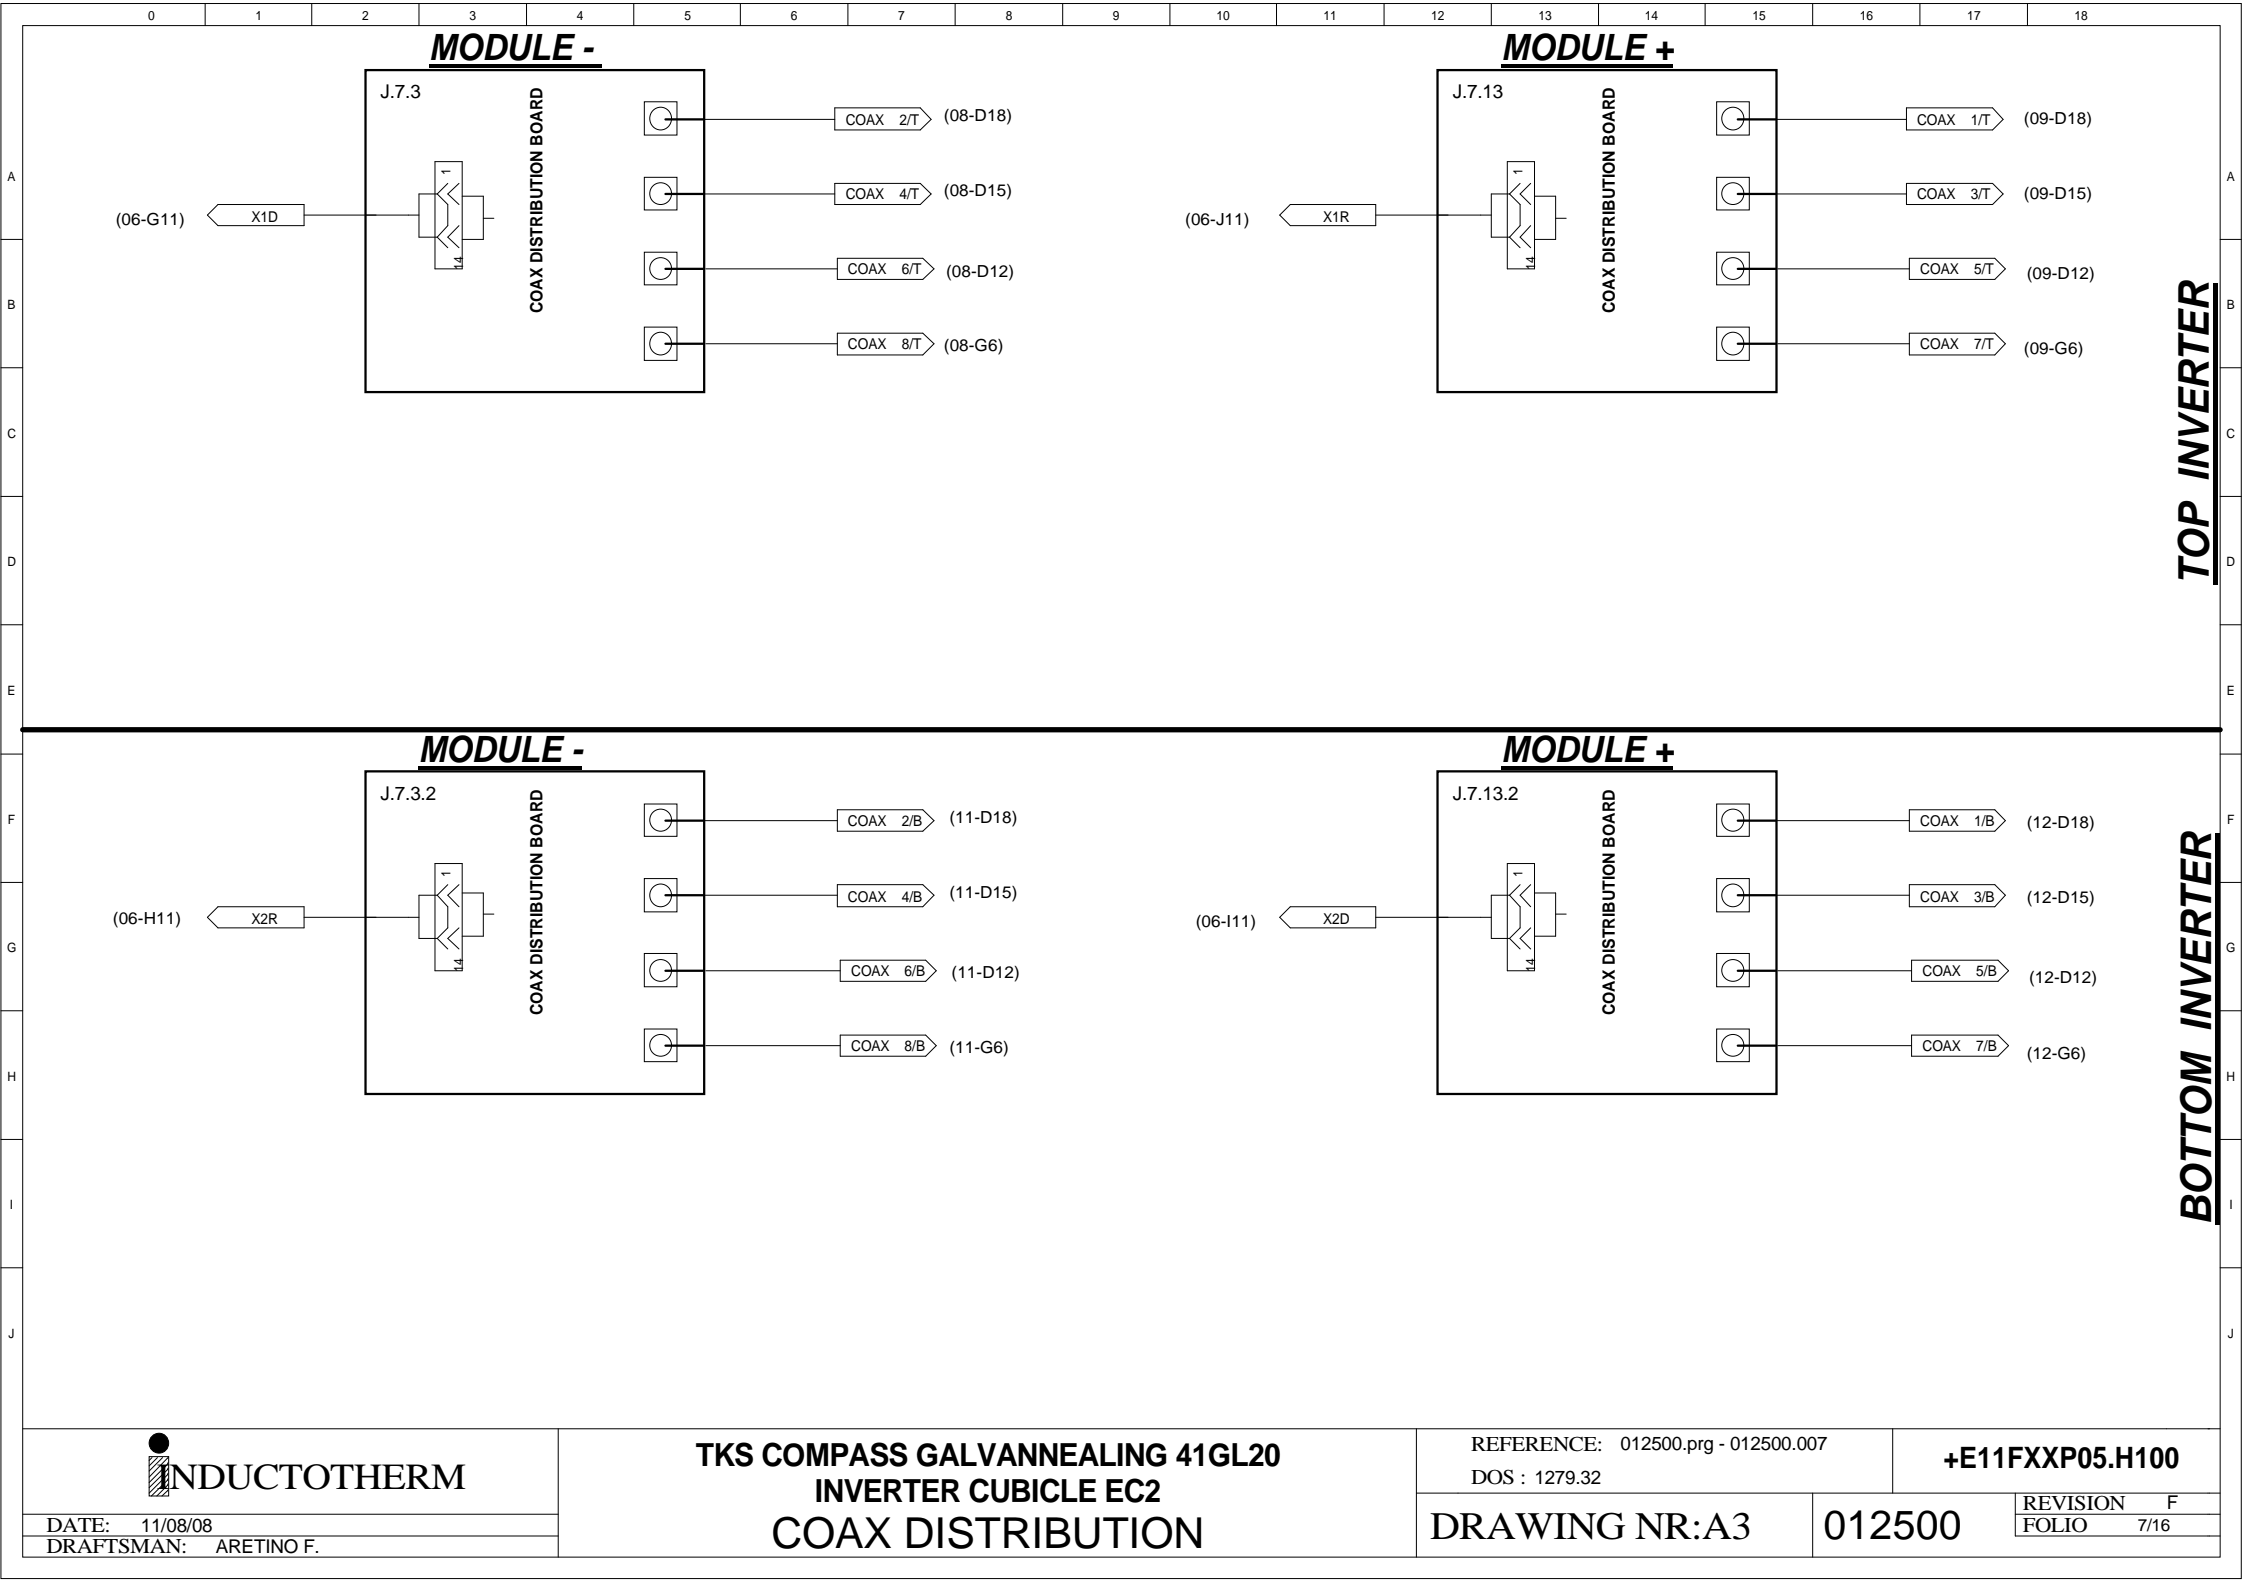 0 1 2 3 4 5 6 7 8 9 10 11 12 13 14 15 16 17 18
MODULE -
J.7.3
COAX DISTRIBUTION BOARD
1
14
(06-G11) X1D
COAX 2/T (08-D18)
COAX 4/T (08-D15)
COAX 6/T (08-D12)
COAX 8/T (08-G6)
MODULE +
J.7.13
COAX DISTRIBUTION BOARD
1
14
(06-J11) X1R
COAX 1/T (09-D18)
COAX 3/T (09-D15)
COAX 5/T (09-D12)
COAX 7/T (09-G6)
TOP INVERTER
MODULE -
J.7.3.2
COAX DISTRIBUTION BOARD
1
14
(06-H11) X2R
COAX 2/B (11-D18)
COAX 4/B (11-D15)
COAX 6/B (11-D12)
COAX 8/B (11-G6)
MODULE +
J.7.13.2
COAX DISTRIBUTION BOARD
1
14
(06-I11) X2D
COAX 1/B (12-D18)
COAX 3/B (12-D15)
COAX 5/B (12-D12)
COAX 7/B (12-G6)
BOTTOM INVERTER
A A
B B
C C
D D
E E
F F
G G
H H
I I
J J
INDUCTOTHERM
DATE: 11/08/08
DRAFTSMAN: ARETINO F.
TKS COMPASS GALVANNEALING 41GL20
INVERTER CUBICLE EC2
COAX DISTRIBUTION
REFERENCE: 012500.prg - 012500.007
DOS : 1279.32
+E11FXXP05.H100
DRAWING NR:A3
012500
REVISION F
FOLIO 7/16